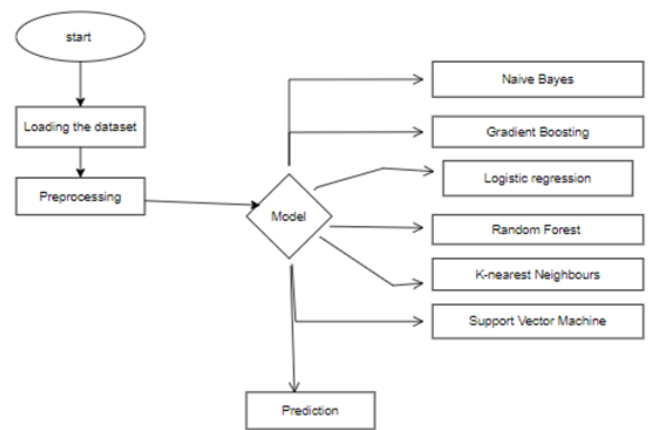 start
Loading the dataset
Preprocessing
Model
Naive Bayes
Gradient Boosting
Logistic regression
Random Forest
K-nearest Neighbours
Support Vector Machine
Prediction